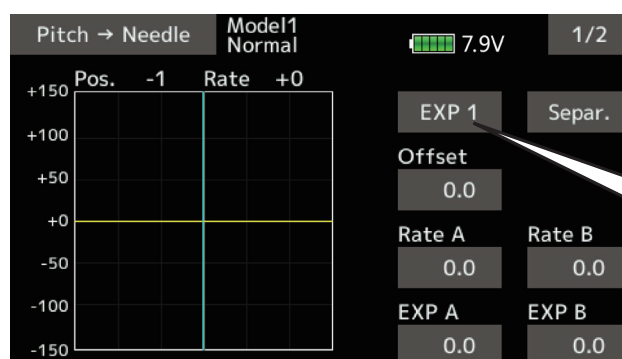 Pitch → Needle Model1 Normal 7.9V 1/2
Pos. -1 Rate +0
+150
+100
+50
+0
-50
-100
-150
EXP 1 Separ.
Offset
0.0
Rate A Rate B
0.0 0.0
EXP A EXP B
0.0 0.0